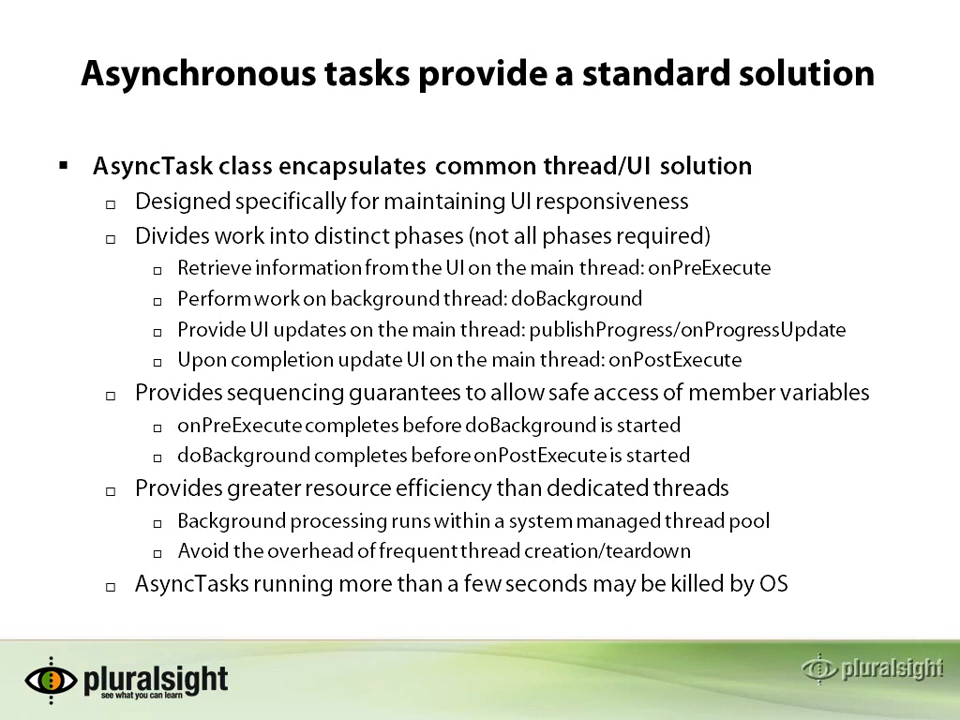 Asynchronous tasks provide a standard solution
AsyncTask class encapsulates common thread/UI solution
Designed specifically for maintaining UI responsiveness
Divides work into distinct phases (not all phases required)
Retrieve information from the UI on the main thread: onPreExecute
Perform work on background thread: doBackground
Provide UI updates on the main thread: publishProgress/onProgressUpdate
Upon completion update UI on the main thread: onPostExecute
Provides sequencing guarantees to allow safe access of member variables
onPreExecute completes before doBackground is started
doBackground completes before onPostExecute is started
Provides greater resource efficiency than dedicated threads
Background processing runs within a system managed thread pool
Avoid the overhead of frequent thread creation/teardown
AsyncTasks running more than a few seconds may be killed by OS
pluralsight
see what you can learn
pluralsight